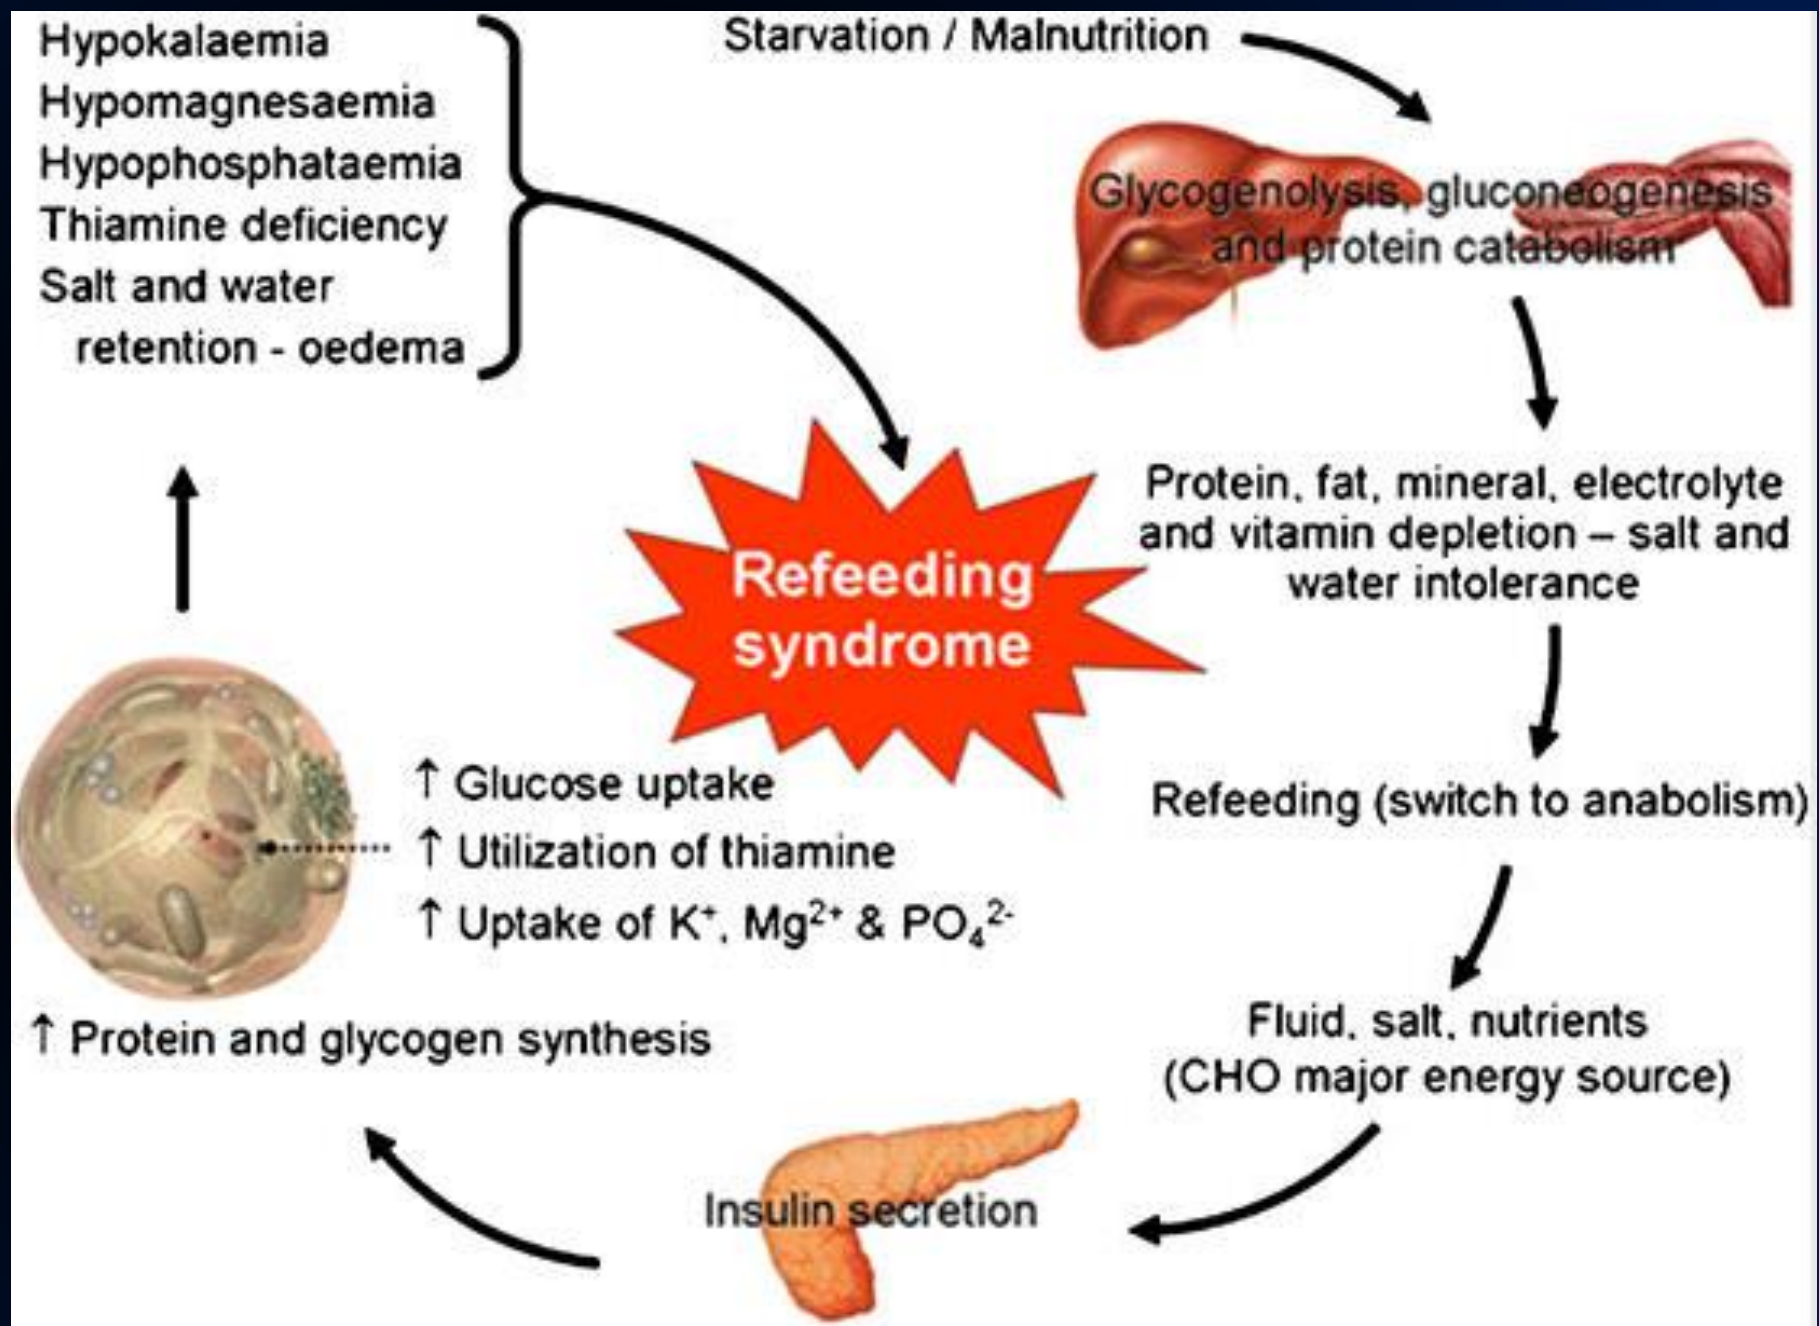 Hypokalaemia
Hypomagnesaemia
Hypophosphataemia
Thiamine deficiency
Salt and water
retention - oedema
Starvation / Malnutrition
Glycogenolysis, gluconeogenesis
and protein catabolism
Protein, fat, mineral, electrolyte
and vitamin depletion – salt and
water intolerance
Refeeding (switch to anabolism)
Fluid, salt, nutrients
(CHO major energy source)
Insulin secretion
↑ Protein and glycogen synthesis
↑ Glucose uptake
↑ Utilization of thiamine
↑ Uptake of K⁺, Mg²⁺ & PO₄²⁻
Refeeding
syndrome